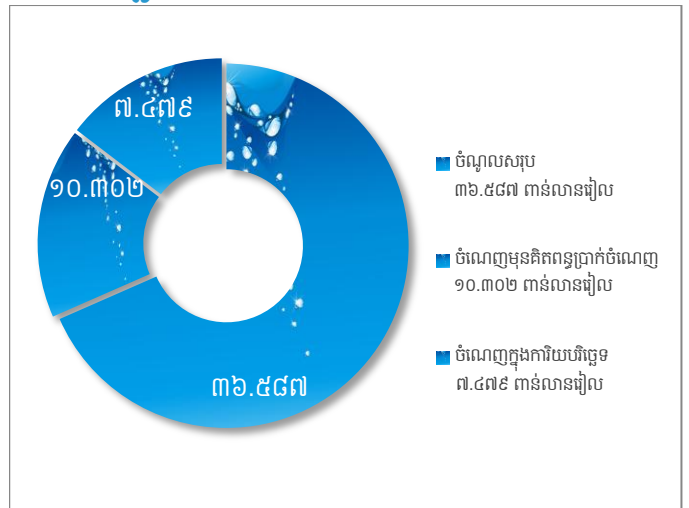 ៧.៤៧៩
១០.៣០២
៣៦.៥៨៧
ចំណូលសរុប
៣៦.៥៨៧ ពាន់លានរៀល
ចំណេញមុនគិតពន្ធប្រាក់ចំណេញ
១០.៣០២ ពាន់លានរៀល
ចំណេញក្នុងការិយបរិច្ឆេទ
៧.៤៧៩ ពាន់លានរៀល